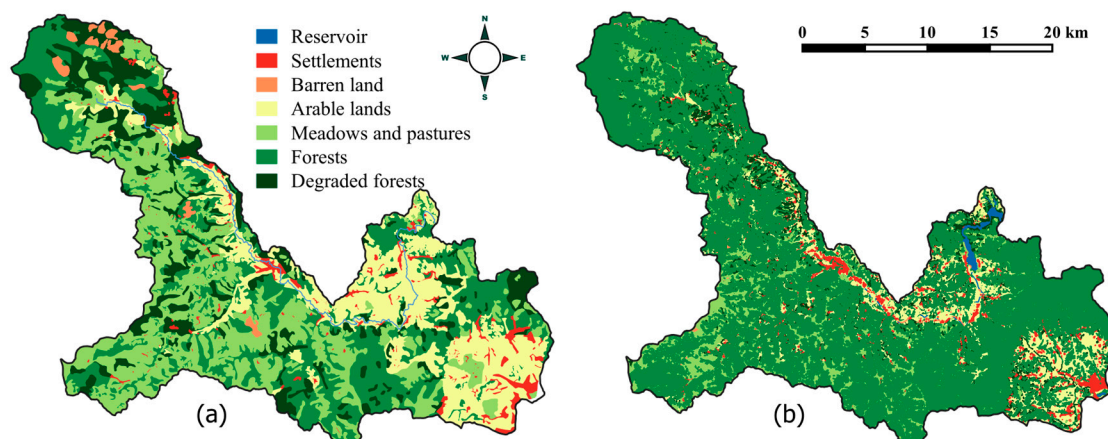 Reservoir
Settlements
Barren land
Arable lands
Meadows and pastures
Forests
Degraded forests
N
W E
S
0 5 10 15 20 km
(a)
(b)